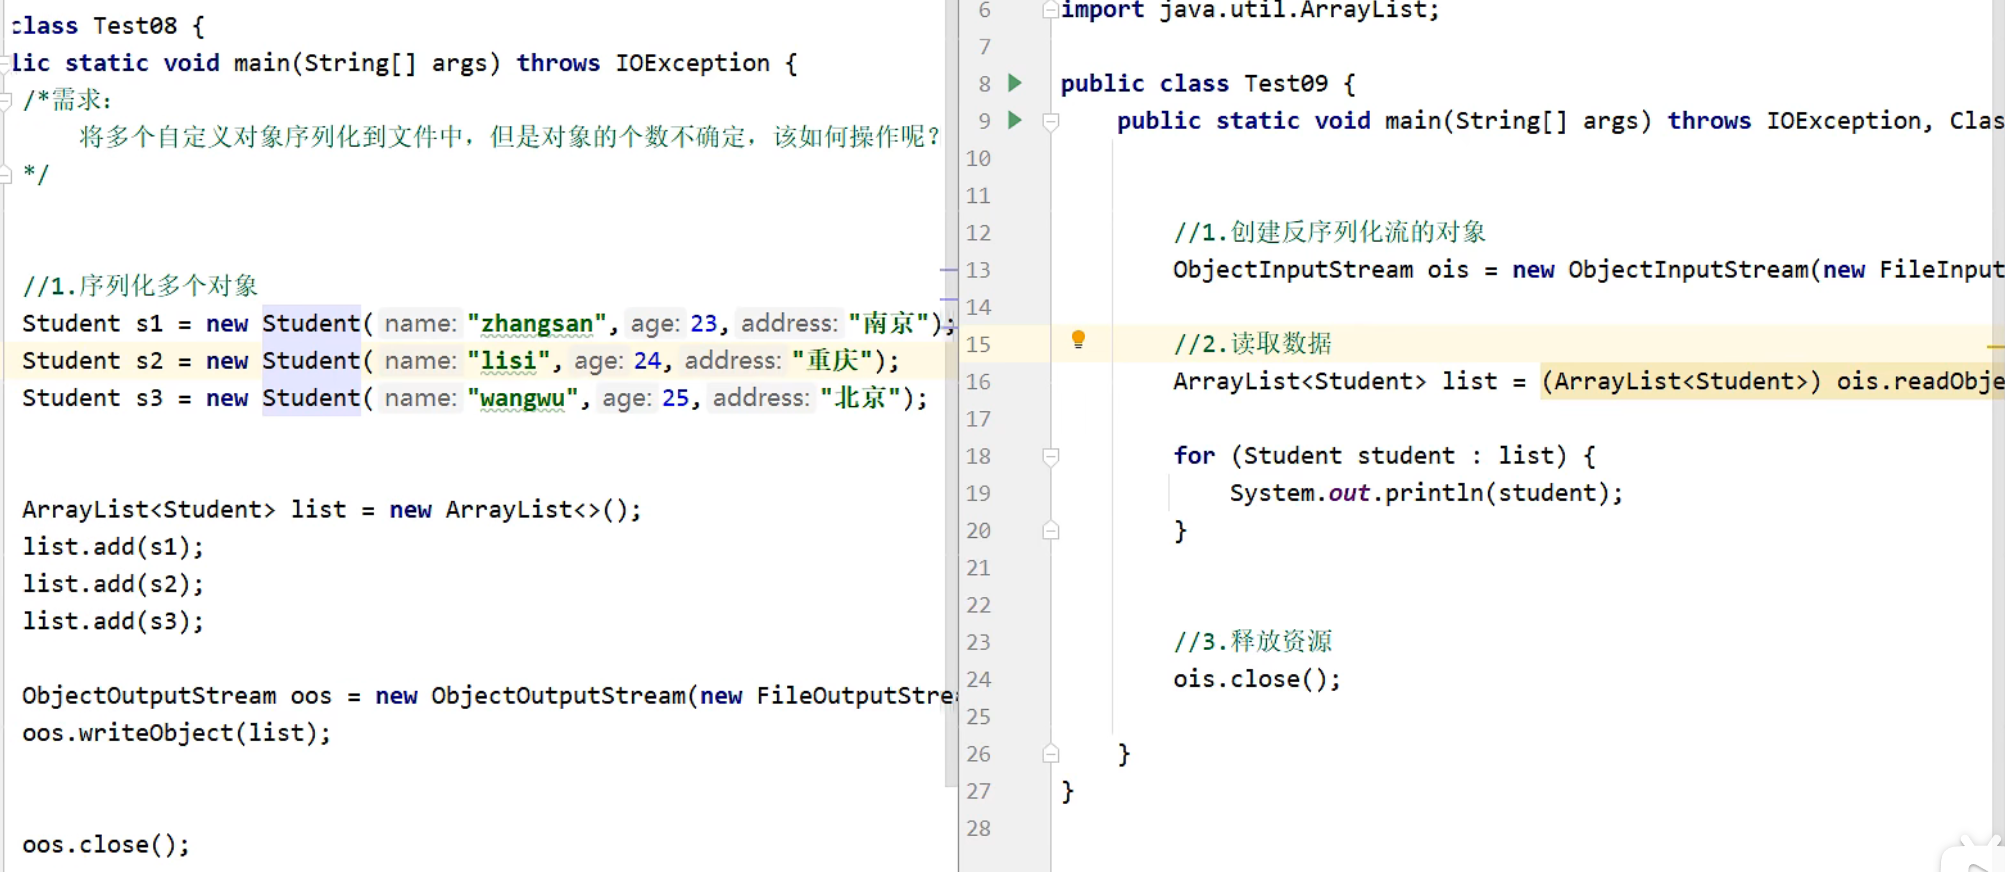 class Test08 {
lic static void main(String[] args) throws IOException {
/*需求：
将多个自定义对象序列化到文件中，但是对象的个数不确定，该如何操作呢？
*/
//1.序列化多个对象
Student s1 = new Student( name: "zhangsan", age: 23, address: "南京");
Student s2 = new Student( name: "lisi", age: 24, address: "重庆");
Student s3 = new Student( name: "wangwu", age: 25, address: "北京");
ArrayList<Student> list = new ArrayList<>();
list.add(s1);
list.add(s2);
list.add(s3);
ObjectOutputStream oos = new ObjectOutputStream(new FileOutputStre
oos.writeObject(list);
oos.close();
6 import java.util.ArrayList;
7
8 public class Test09 {
9 public static void main(String[] args) throws IOException, Clas
10
11
12 //1.创建反序列化流的对象
13 ObjectInputStream ois = new ObjectInputStream(new FileInput
14
15 //2.读取数据
16 ArrayList<Student> list = (ArrayList<Student>) ois.readObje
17
18 for (Student student : list) {
19 System.out.println(student);
20 }
21
22
23 //3.释放资源
24 ois.close();
25
26 }
27 }
28